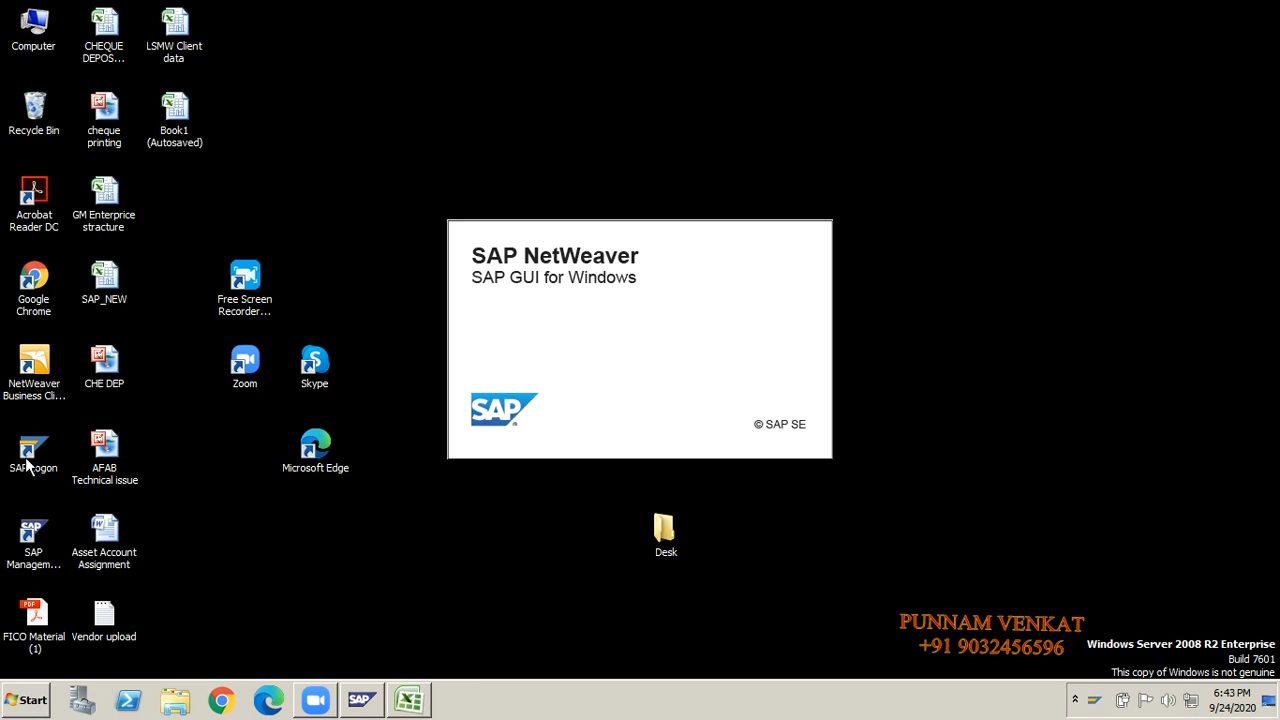 Computer
CHEQUE
DEPOS...
LSMW Client
data
Recycle Bin
cheque
printing
Book1
(Autosaved)
Acrobat
Reader DC
GM Enterprice
stracture
Google
Chrome
SAP_NEW
Free Screen
Recorder...
NetWeaver
Business Cli...
CHE DEP
Zoom
Skype
AFAB
Technical issue
Microsoft Edge
SAP
Managem...
Asset Account
Assignment
FICO Material
(1)
Vendor upload
SAP NetWeaver
SAP GUI for Windows
SAP
© SAP SE
Desk
PUNNAM VENKAT
+91 9032456596
Windows Server 2008 R2 Enterprise
Build 7601
This copy of Windows is not genuine
Start
SAP
6:43 PM
9/24/2020